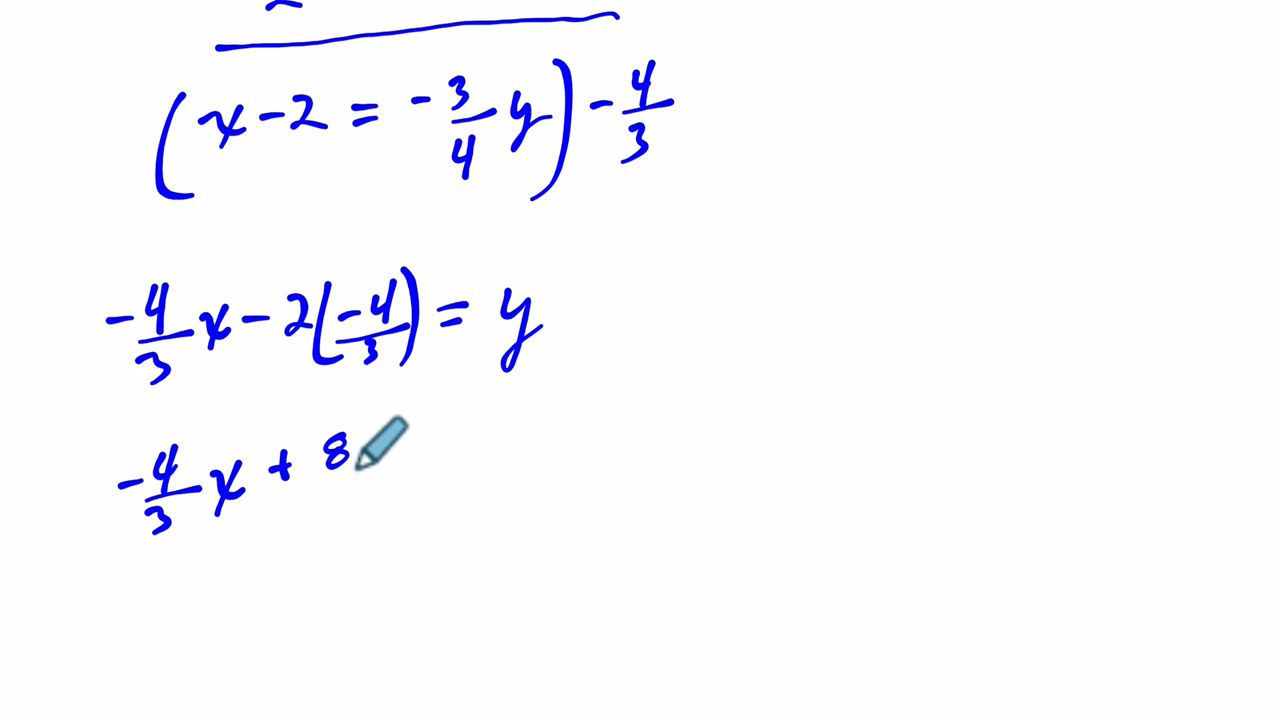 (x - 2 = -3/4 y) - 4/3
-4/3 x - 2(-4/3) = y
-4/3 x + 8